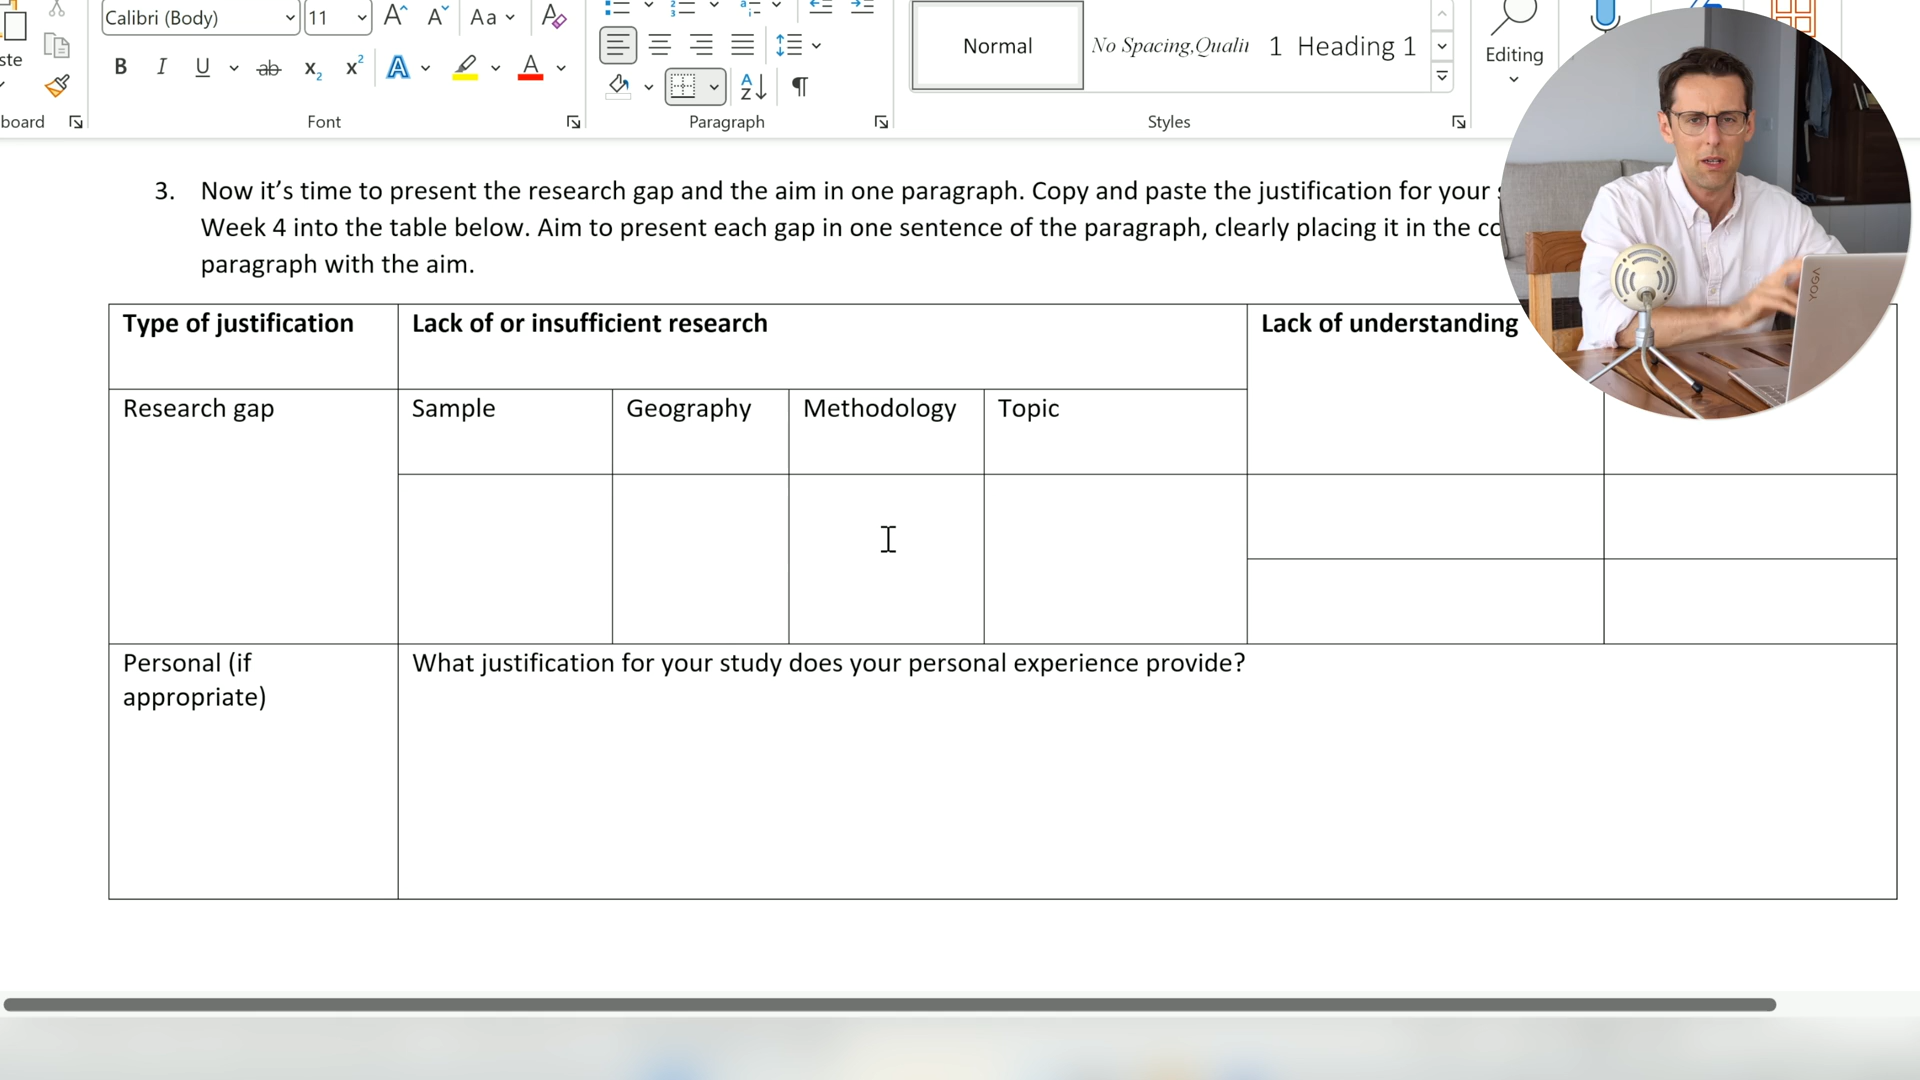 Calibri (Body) 11 Aa
ste B I U ab x2 x2 A A
board Font Paragraph Styles
Normal No Spacing,Qualit 1 Heading 1 Editing
3. Now it's time to present the research gap and the aim in one paragraph. Copy and paste the justification for your
Week 4 into the table below. Aim to present each gap in one sentence of the paragraph, clearly placing it in the co
paragraph with the aim.
Type of justification Lack of or insufficient research Lack of understanding
Research gap Sample Geography Methodology Topic
Personal (if What justification for your study does your personal experience provide?
appropriate)
YOGA